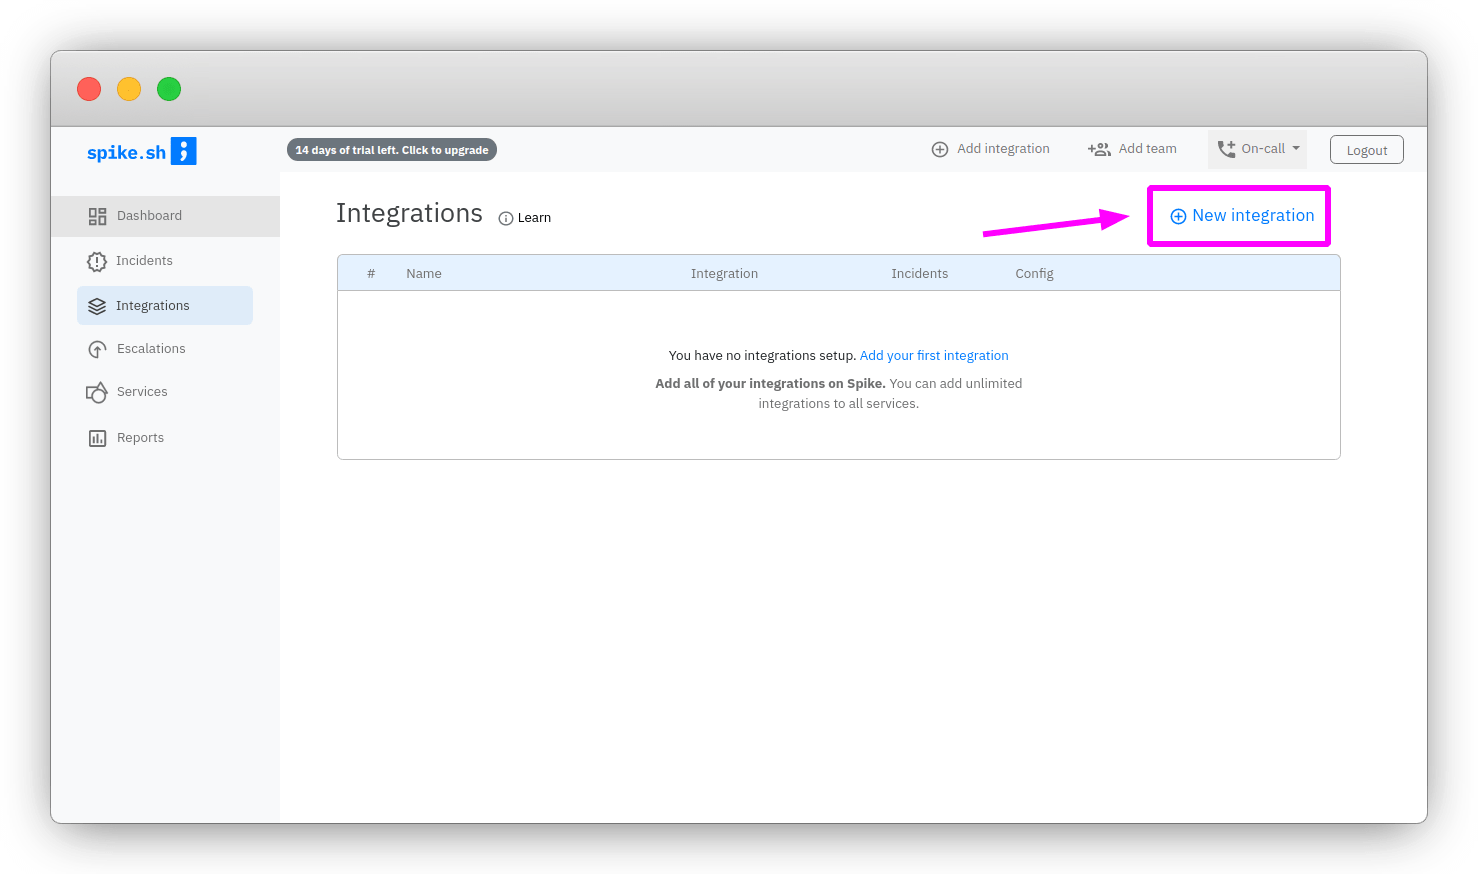 spike.sh ;
14 days of trial left. Click to upgrade
Add integration
Add team
On-call
Logout
Dashboard
Incidents
Integrations
Escalations
Services
Reports
Integrations
Learn
New integration
# Name Integration Incidents Config
You have no integrations setup. Add your first integration
Add all of your integrations on Spike. You can add unlimited
integrations to all services.